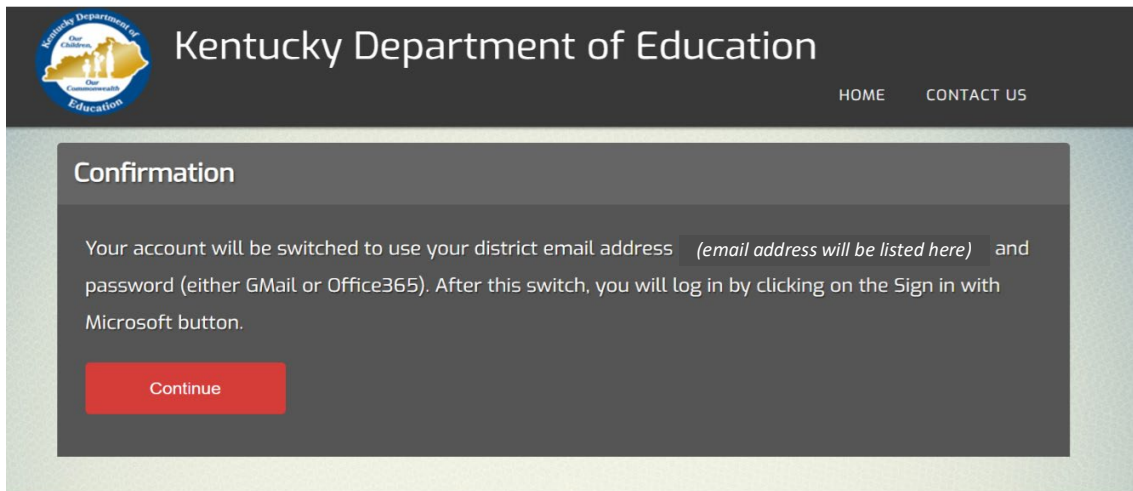 Kentucky Department of
Our
Children,
Our
Commonwealth
Education
Kentucky Department of Education
HOME CONTACT US
Confirmation
Your account will be switched to use your district email address (email address will be listed here) and
password (either GMail or Office365). After this switch, you will log in by clicking on the Sign in with
Microsoft button.
Continue